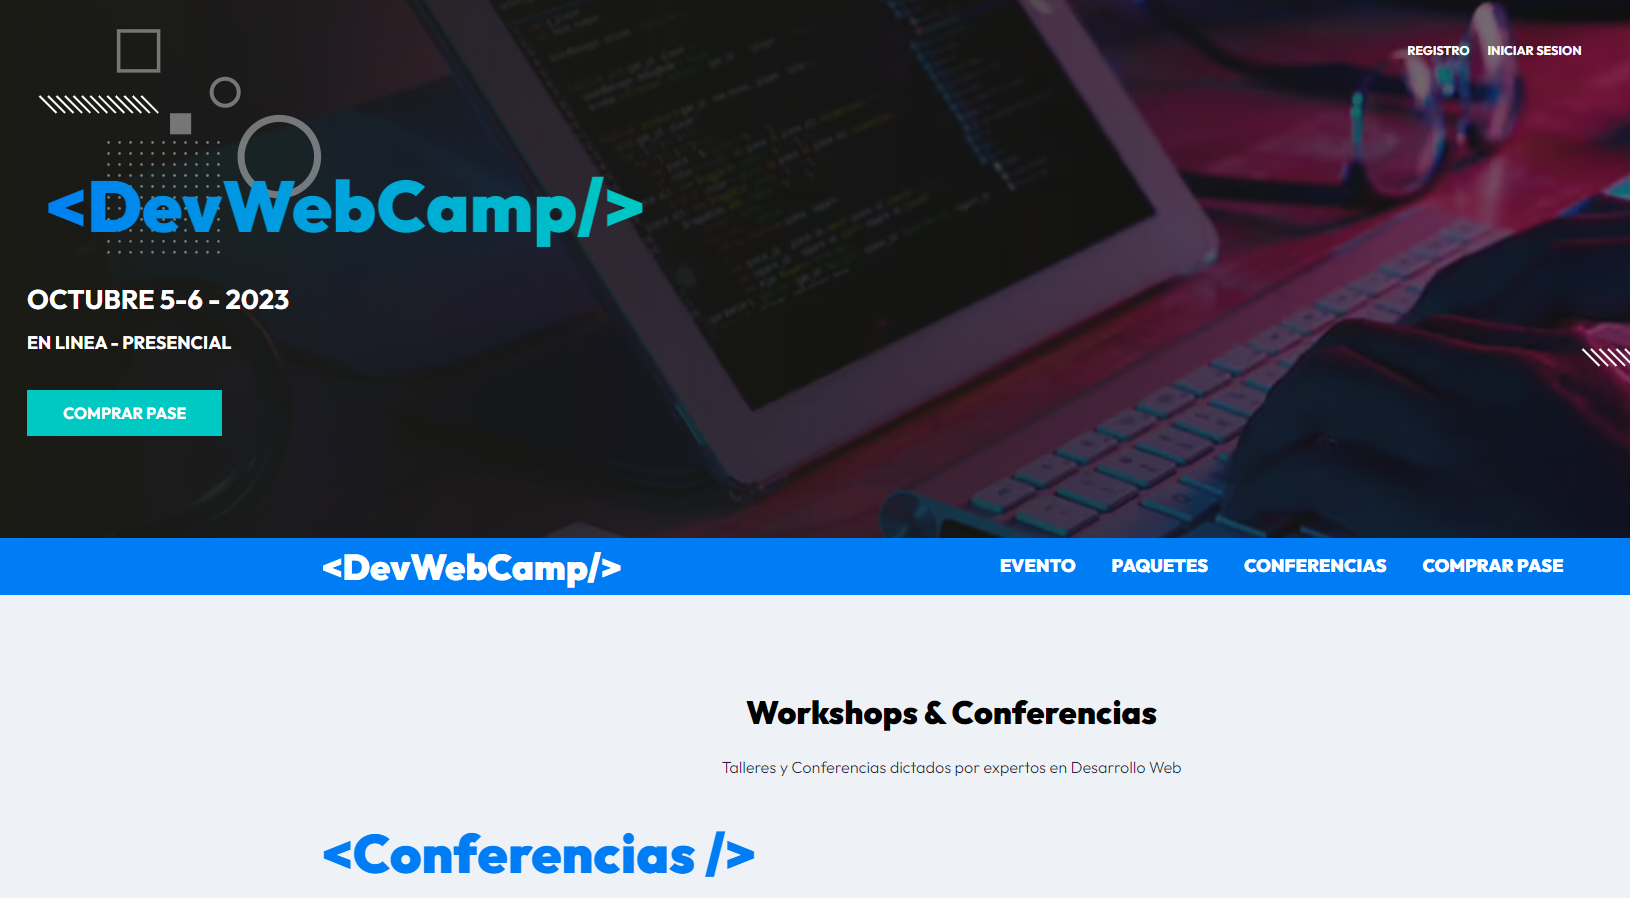 REGISTRO INICIAR SESION
<DevWebCamp/>
OCTUBRE 5-6 - 2023
EN LINEA - PRESENCIAL
COMPRAR PASE
<DevWebCamp/> EVENTO PAQUETES CONFERENCIAS COMPRAR PASE
Workshops & Conferencias
Talleres y Conferencias dictados por expertos en Desarrollo Web
<Conferencias />